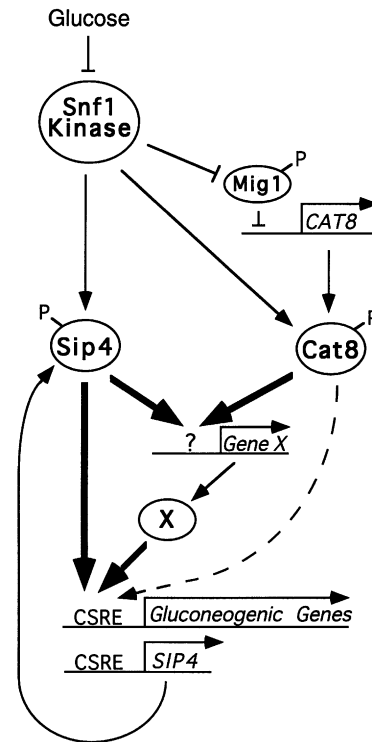 Glucose
Snf1
Kinase
P
Mig1
CAT8
P
Sip4
P
Cat8
?
Gene X
X
CSRE
Gluconeogenic Genes
CSRE
SIP4